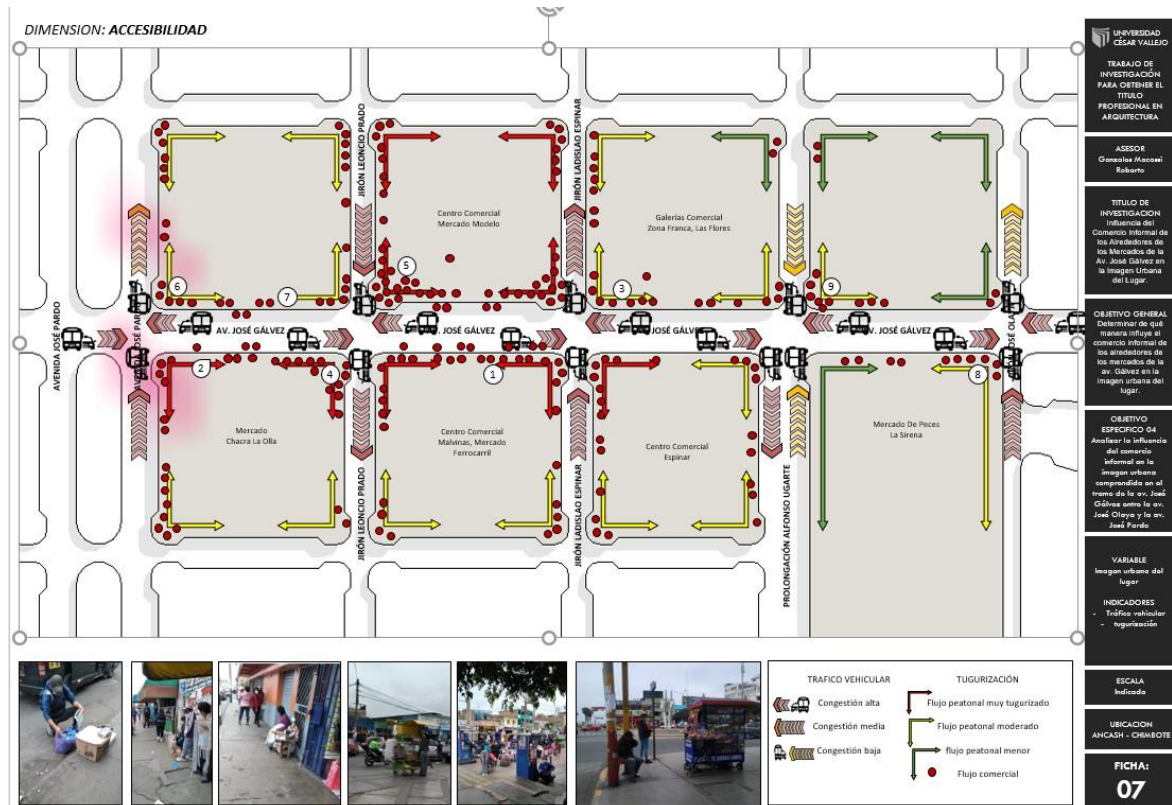 DIMENSION: ACCESIBILIDAD
JIRÓN LEONCIO PRADO
JIRÓN LADISLAO ESPINAR
Centro Comercial
Mercado Modelo
Galerías Comercial
Zona Franca, Las Flores
5
6
7
3
9
AVENIDA JOSÉ PARDO
AVENIDA JOSÉ PARDO
AV. JOSÉ GÁLVEZ
. JOSÉ GÁLVEZ
JOSÉ GÁLVEZ
V. JOSÉ GÁLVEZ
2
4
1
8
Mercado
Chacra La Olla
Centro Comercial
Malvinas, Mercado
Ferrocarril
Centro Comercial
Espinar
Mercado De Peces
La Sirena
JIRÓN LEONCIO PRADO
JIRÓN LADISLAO ESPINAR
PROLONGACIÓN ALFONSO UGARTE
TRAFICO VEHICULAR
Congestión alta
Congestión media
Congestión baja
TUGURIZACIÓN
Flujo peatonal muy tugurizado
Flujo peatonal moderado
flujo peatonal menor
Flujo comercial
UNIVERSIDAD
CÉSAR VALLEJO
TRABAJO DE
INVESTIGACIÓN
PARA OBTENER EL
TITULO
PROFESIONAL EN
ARQUITECTURA
ASESOR
Gonzales Macassi
Roberto
TITULO DE
INVESTIGACION
Influencia del
Comercio Informal de
los Alrededores de
los Mercados de la
Av. José Gálvez en
la Imagen Urbana
del Lugar.
OBJETIVO GENERAL
Determinar de qué
manera influye el
comercio informal de
los alrededores de
los mercados de la
av. Gálvez en la
imagen urbana del
lugar.
OBJETIVO
ESPECIFICO 04
Analizar la influencia
del comercio
informal en la
imagen urbana
comprendida en el
tramo de la av. José
Gálvez entre la av.
José Olaya y la av.
José Pardo
VARIABLE
Imagen urbana del
lugar
INDICADORES
- Tráfico vehicular
- tugurización
ESCALA
Indicada
UBICACION
ANCASH - CHIMBOTE
FICHA:
07